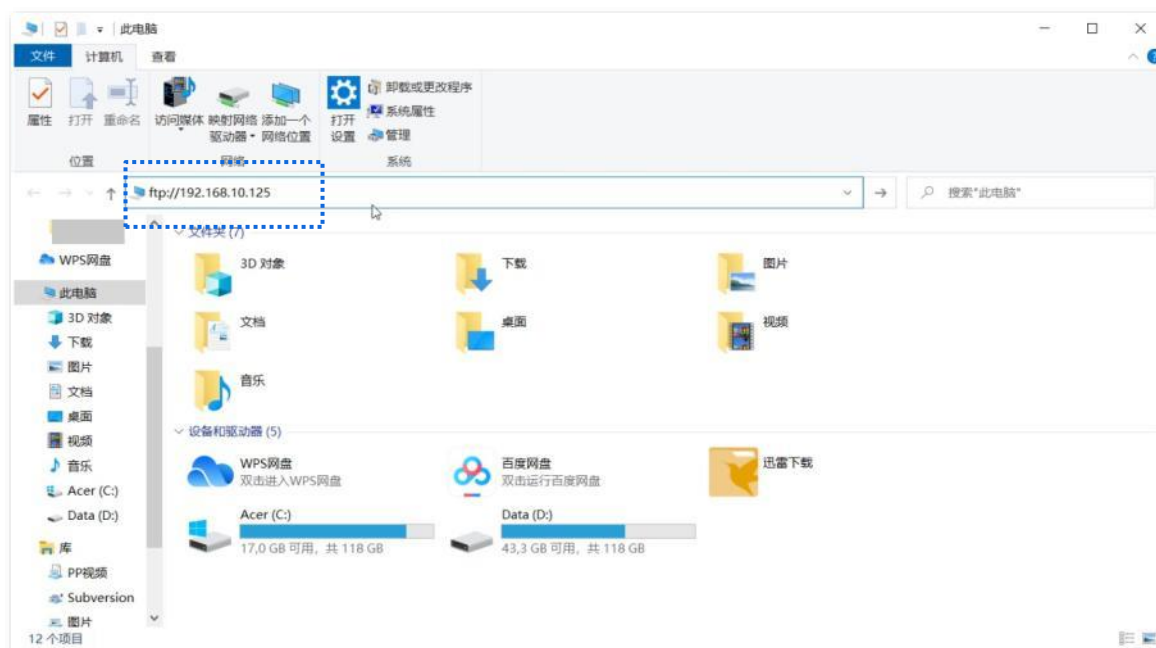 此电脑
文件 计算机 查看
属性 打开 重命名 访问媒体 映射网络驱动器 添加一个网络位置 打开设置 卸载或更改程序
系统属性
管理
位置 网络 系统
ftp://192.168.10.125 搜索"此电脑"
WPS网盘
此电脑
3D 对象
下载
图片
文档
桌面
视频
音乐
Acer (C:)
Data (D:)
库
PP视频
Subversion
图片
文件夹 (7)
3D 对象 下载 图片
文档 桌面 视频
音乐
设备和驱动器 (5)
WPS网盘 百度网盘 迅雷下载
双击进入WPS网盘 双击运行百度网盘
Acer (C:) Data (D:)
17,0 GB 可用, 共 118 GB 43,3 GB 可用, 共 118 GB
12 个项目